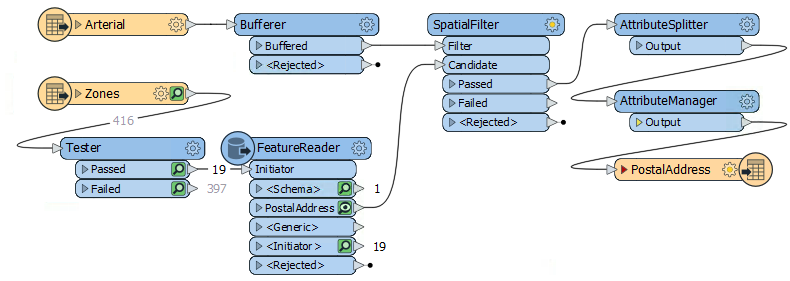 Arterial
Bufferer
Buffered
<Rejected>
SpatialFilter
Filter
Candidate
Passed
Failed
<Rejected>
AttributeSplitter
Output
Zones
416
AttributeManager
Output
Tester
Passed
19
Failed
397
FeatureReader
Initiator
<Schema>
1
PostalAddress
<Generic>
<Initiator>
19
<Rejected>
PostalAddress